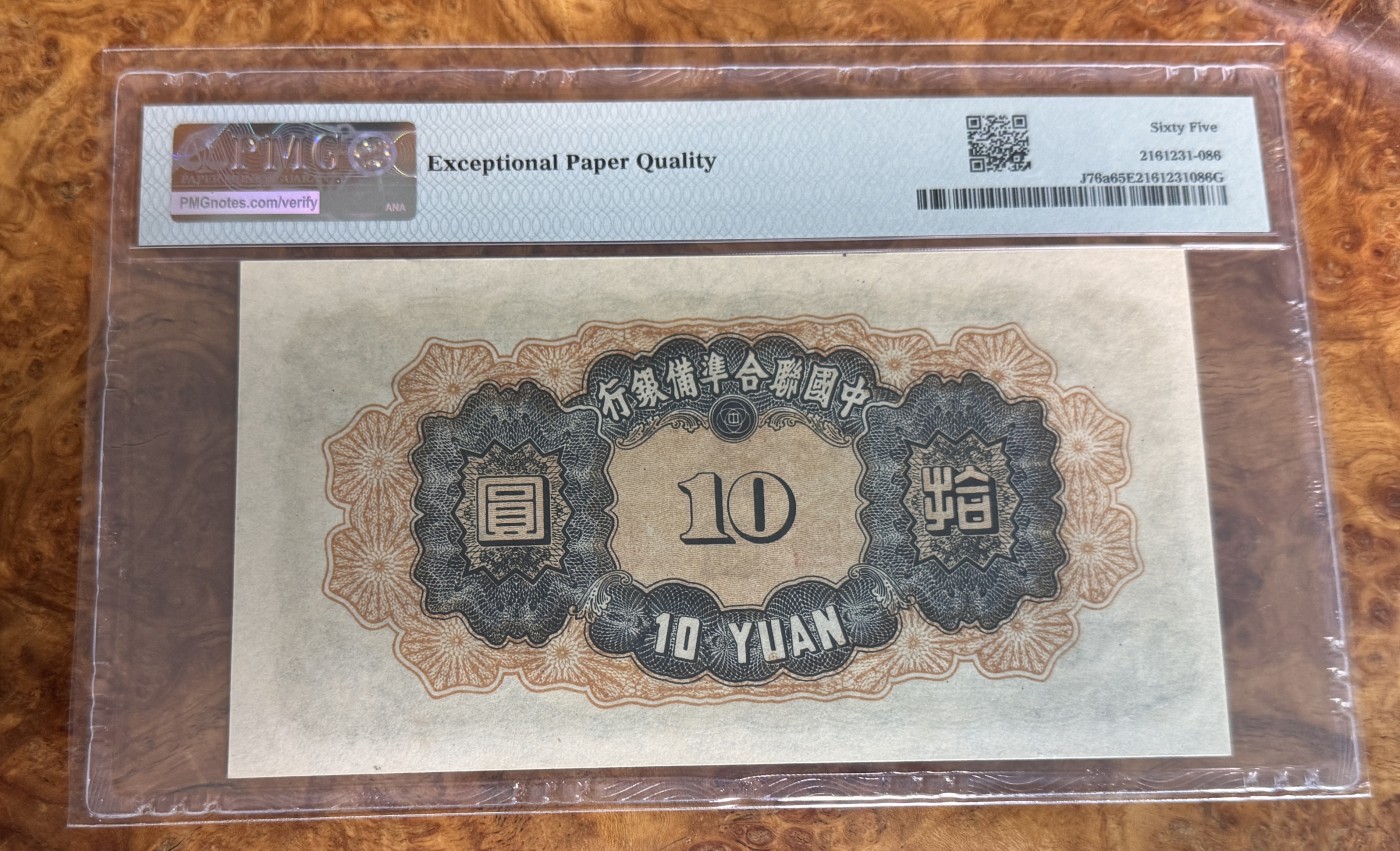 PMG
PMGnotes.com/verify
ANA
Exceptional Paper Quality
Sixty Five
2161231-086
J76a65E2161231086G
行銀備準合聯國中
圓
10
拾
10 YUAN